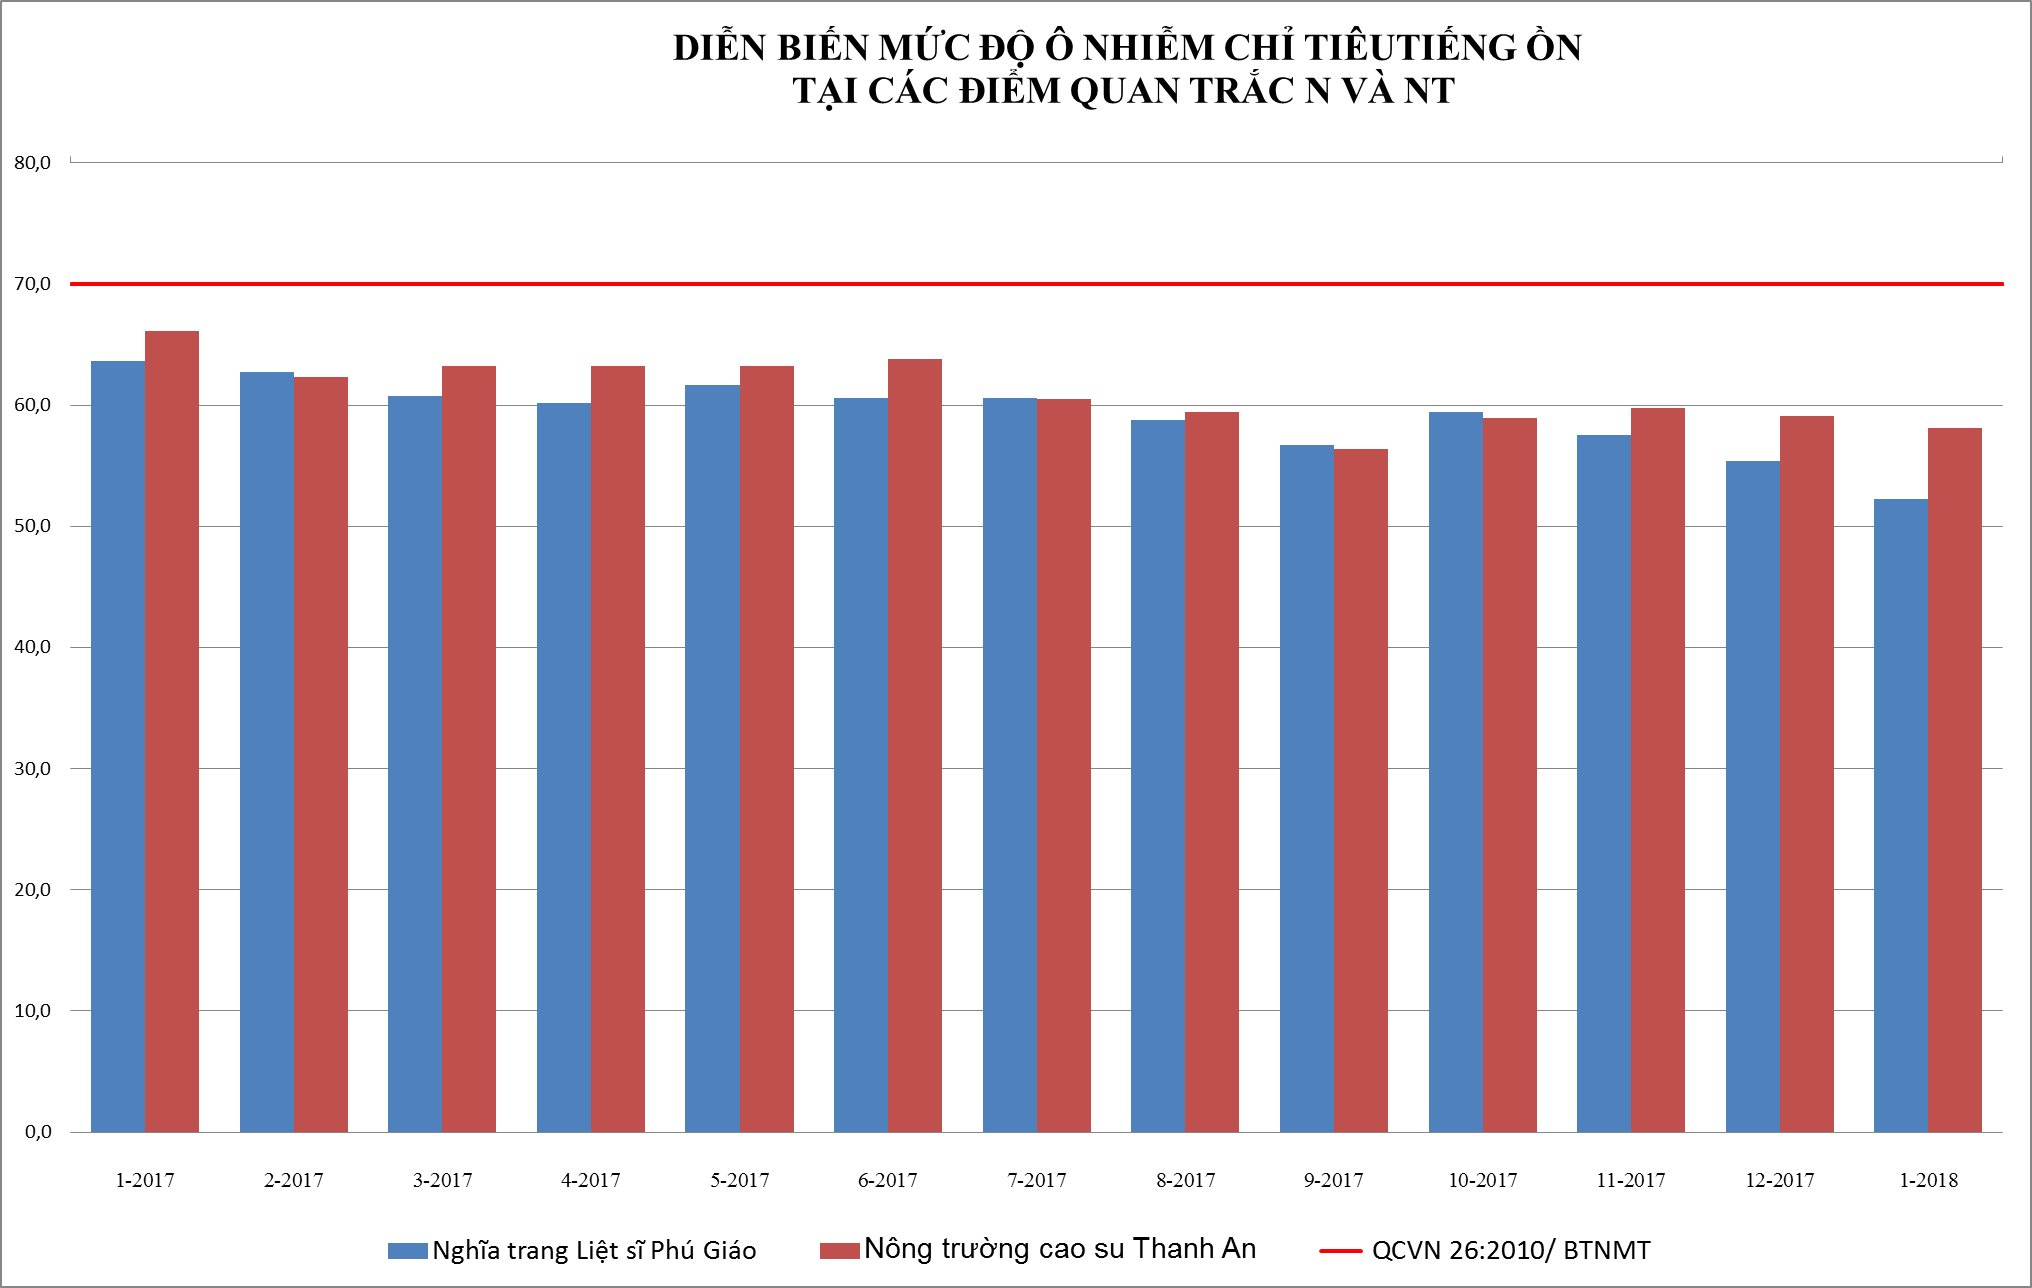 DIỄN BIẾN MỨC ĐỘ Ô NHIỄM CHỈ TIÊUTIẾNG ỒN
TẠI CÁC ĐIỂM QUAN TRẮC N VÀ NT
80,0
70,0
60,0
50,0
40,0
30,0
20,0
10,0
0,0
1-2017 2-2017 3-2017 4-2017 5-2017 6-2017 7-2017 8-2017 9-2017 10-2017 11-2017 12-2017 1-2018
Nghĩa trang Liệt sĩ Phú Giáo Nông trường cao su Thanh An QCVN 26:2010/ BTNMT